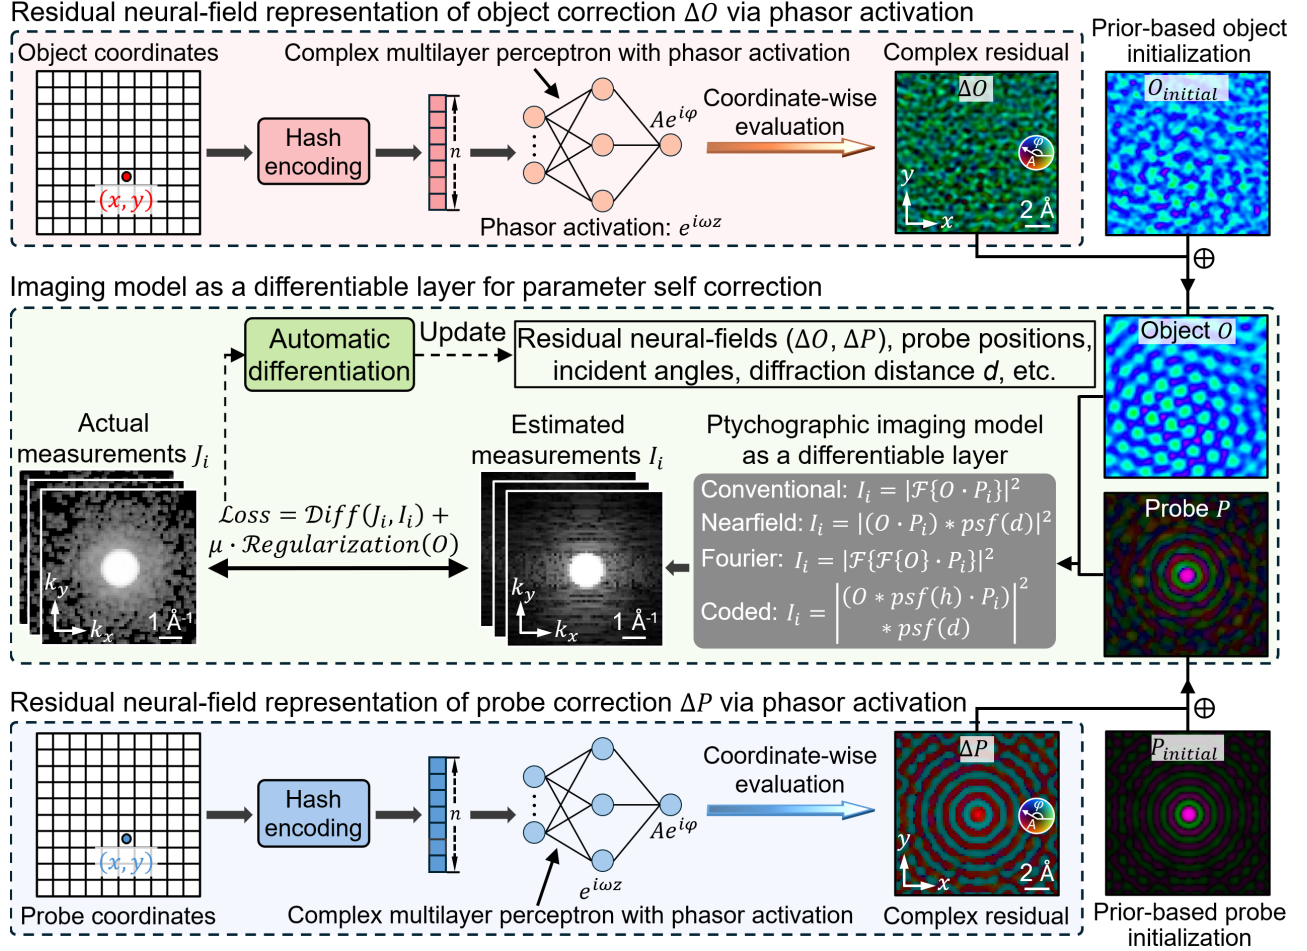 Residual neural-field representation of object correction ΔO via phasor activation
Object coordinates
(x, y)
Hash
encoding
n
Complex multilayer perceptron with phasor activation
Ae^{iφ}
Phasor activation: e^{iωz}
Coordinate-wise
evaluation
Complex residual
ΔO
φ
A
y
x
2 Å
Prior-based object
initialization
O_{initial}
⊕
Imaging model as a differentiable layer for parameter self correction
Automatic
differentiation
Update
Residual neural-fields (ΔO, ΔP), probe positions,
incident angles, diffraction distance d, etc.
Object O
Actual
measurements J_i
k_y
k_x
1 Å^{-1}
ℒoss = 𝒟iff(J_i, I_i) +
μ · ℛegularization(O)
Estimated
measurements I_i
k_y
k_x
1 Å^{-1}
Ptychographic imaging model
as a differentiable layer
Conventional: I_i = |ℱ{O · P_i}|^2
Nearfield: I_i = |(O · P_i) * psf(d)|^2
Fourier: I_i = |ℱ{ℱ{O} · P_i}|^2
Coded: I_i = |(O * psf(h) · P_i)
* psf(d)|^2
Probe P
Residual neural-field representation of probe correction ΔP via phasor activation
⊕
(x, y)
Probe coordinates
Hash
encoding
n
Ae^{iφ}
e^{iωz}
Complex multilayer perceptron with phasor activation
Coordinate-wise
evaluation
ΔP
φ
A
y
x
2 Å
Complex residual
P_{initial}
Prior-based probe
initialization